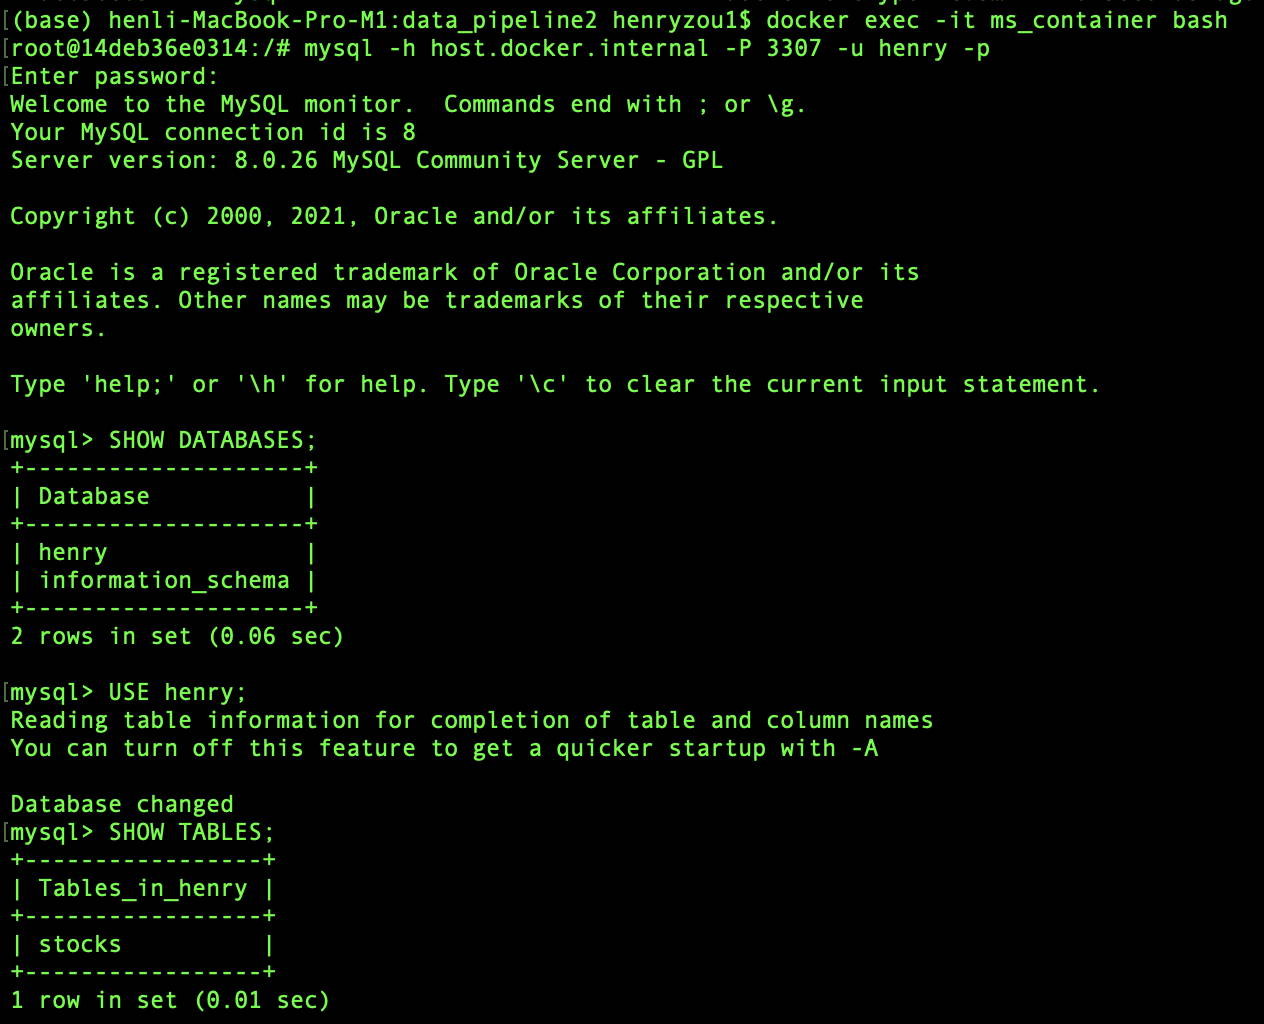 (base) henli-MacBook-Pro-M1:data_pipeline2 henryzou1$ docker exec -it ms_container bash
root@14deb36e0314:/# mysql -h host.docker.internal -P 3307 -u henry -p
Enter password:
Welcome to the MySQL monitor.  Commands end with ; or \g.
Your MySQL connection id is 8
Server version: 8.0.26 MySQL Community Server - GPL

Copyright (c) 2000, 2021, Oracle and/or its affiliates.

Oracle is a registered trademark of Oracle Corporation and/or its
affiliates. Other names may be trademarks of their respective
owners.

Type 'help;' or '\h' for help. Type '\c' to clear the current input statement.

mysql> SHOW DATABASES;
+--------------------+
| Database           |
+--------------------+
| henry              |
| information_schema |
+--------------------+
2 rows in set (0.06 sec)

mysql> USE henry;
Reading table information for completion of table and column names
You can turn off this feature to get a quicker startup with -A

Database changed
mysql> SHOW TABLES;
+-----------------+
| Tables_in_henry |
+-----------------+
| stocks          |
+-----------------+
1 row in set (0.01 sec)